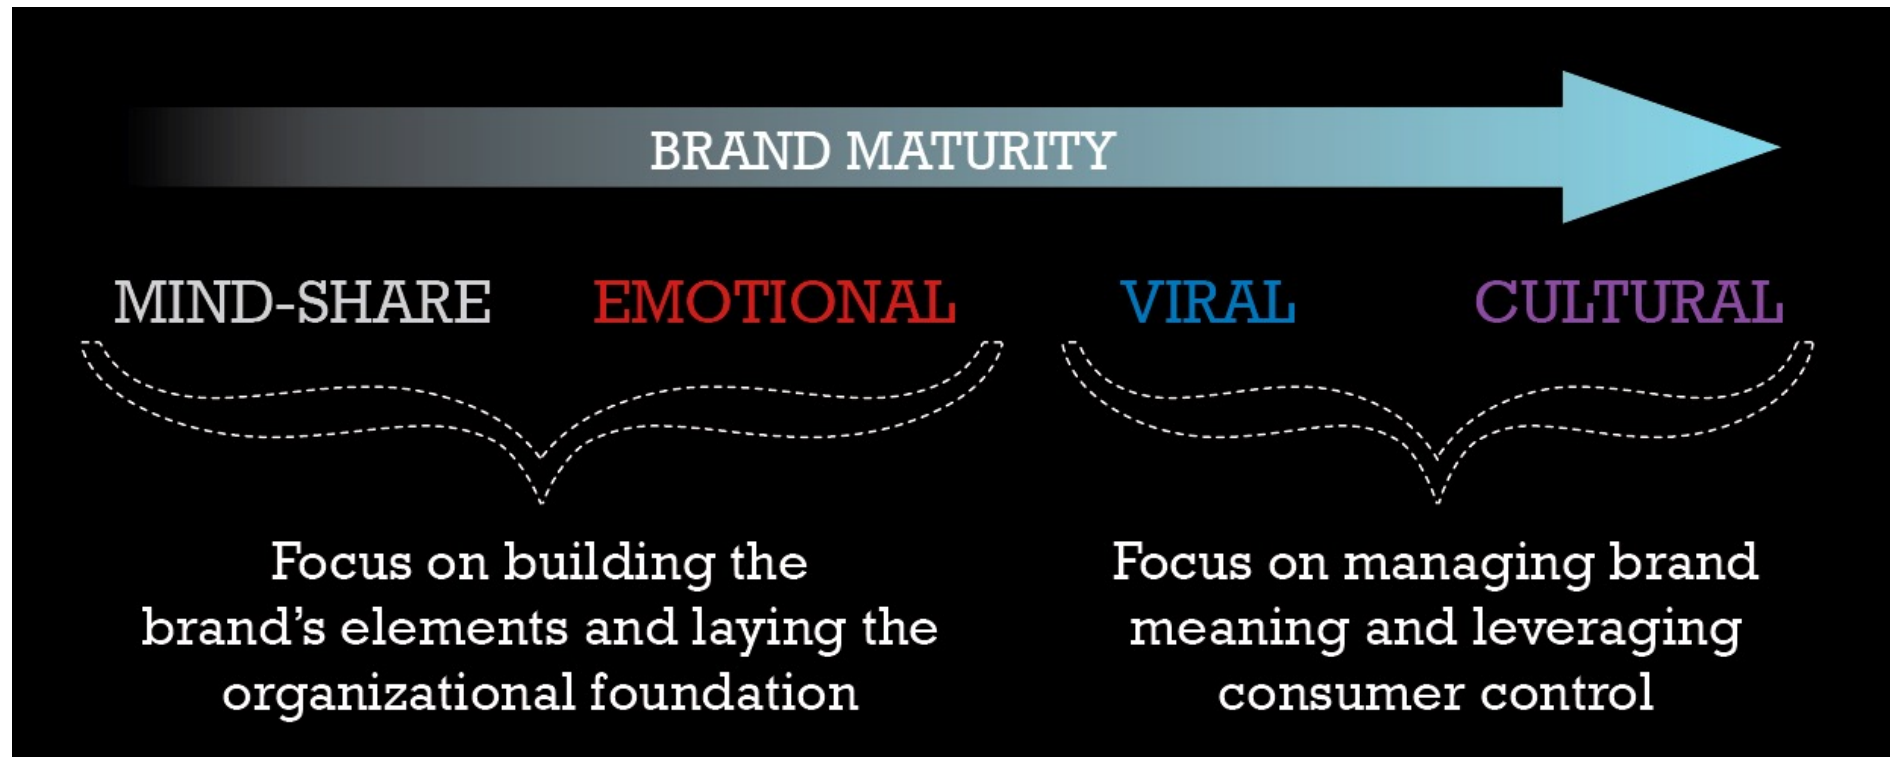 BRAND MATURITY
MIND-SHARE EMOTIONAL VIRAL CULTURAL
Focus on building the
brand’s elements and laying the
organizational foundation
Focus on managing brand
meaning and leveraging
consumer control